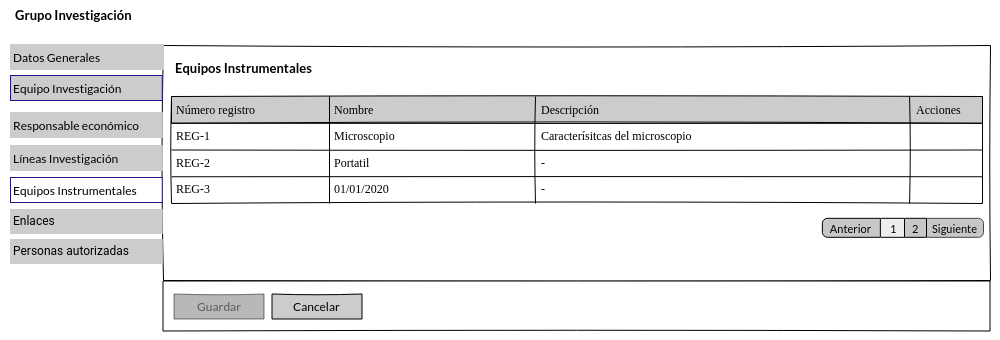 Grupo Investigación
Datos Generales
Equipo Investigación
Responsable económico
Líneas Investigación
Equipos Instrumentales
Enlaces
Personas autorizadas
Equipos Instrumentales
Número registro Nombre Descripción Acciones
REG-1 Microscopio Caracterísitcas del microscopio
REG-2 Portatil -
REG-3 01/01/2020 -
Anterior 1 2 Siguiente
Guardar Cancelar